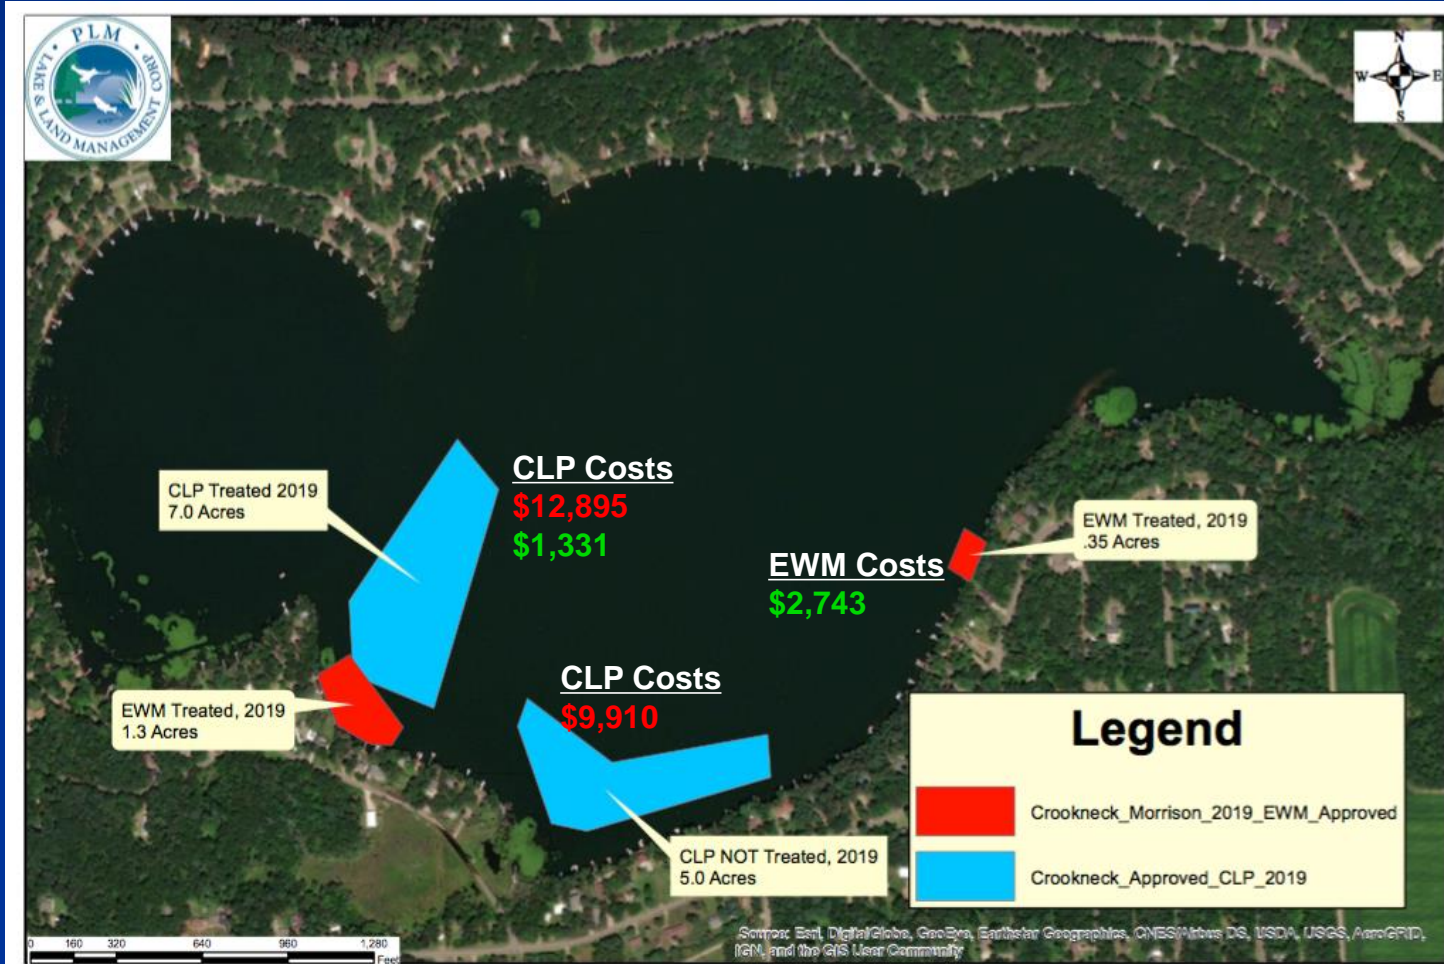 PLM
LAKE & LAND MANAGEMENT CORP
N
W E
S
CLP Treated 2019
7.0 Acres
CLP Costs
$12,895
$1,331
EWM Treated, 2019
.35 Acres
EWM Costs
$2,743
CLP Costs
$9,910
EWM Treated, 2019
1.3 Acres
CLP NOT Treated, 2019
5.0 Acres
Legend
Crookneck_Morrison_2019_EWM_Approved
Crookneck_Approved_CLP_2019
0 160 320 640 960 1,280
Feet
Source: Esri, DigitalGlobe, GeoEye, Earthstar Geographics, CNES/Airbus DS, USDA, USGS, AeroGRID,
IGN, and the GIS User Community